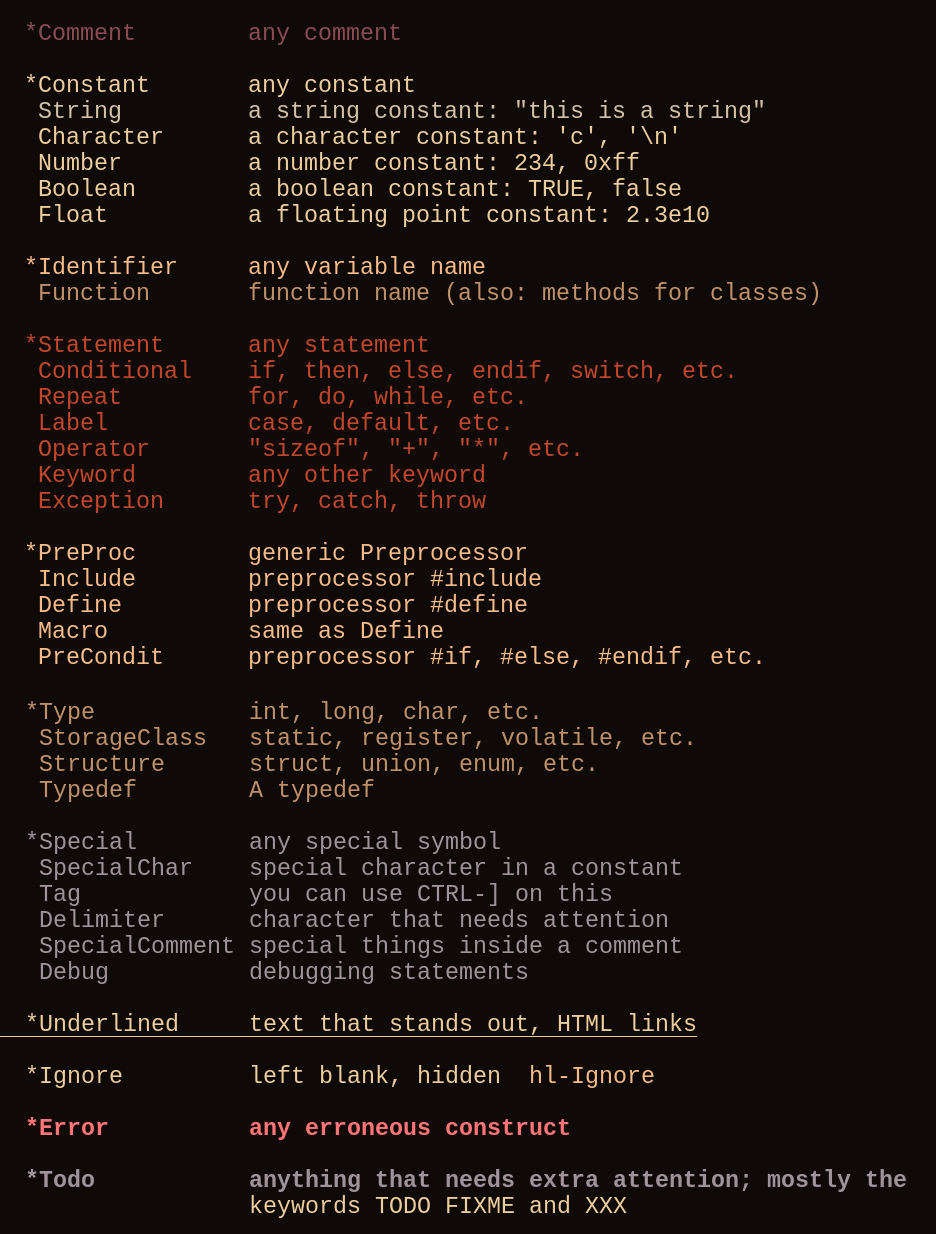 *Comment any comment
*Constant any constant
String a string constant: "this is a string"
Character a character constant: 'c', '\n'
Number a number constant: 234, 0xff
Boolean a boolean constant: TRUE, false
Float a floating point constant: 2.3e10
*Identifier any variable name
Function function name (also: methods for classes)
*Statement any statement
Conditional if, then, else, endif, switch, etc.
Repeat for, do, while, etc.
Label case, default, etc.
Operator "sizeof", "+", "*", etc.
Keyword any other keyword
Exception try, catch, throw
*PreProc generic Preprocessor
Include preprocessor #include
Define preprocessor #define
Macro same as Define
PreCondit preprocessor #if, #else, #endif, etc.
*Type int, long, char, etc.
StorageClass static, register, volatile, etc.
Structure struct, union, enum, etc.
Typedef A typedef
*Special any special symbol
SpecialChar special character in a constant
Tag you can use CTRL-] on this
Delimiter character that needs attention
SpecialComment special things inside a comment
Debug debugging statements
*Underlined text that stands out, HTML links
*Ignore left blank, hidden hl-Ignore
*Error any erroneous construct
*Todo anything that needs extra attention; mostly the
keywords TODO FIXME and XXX